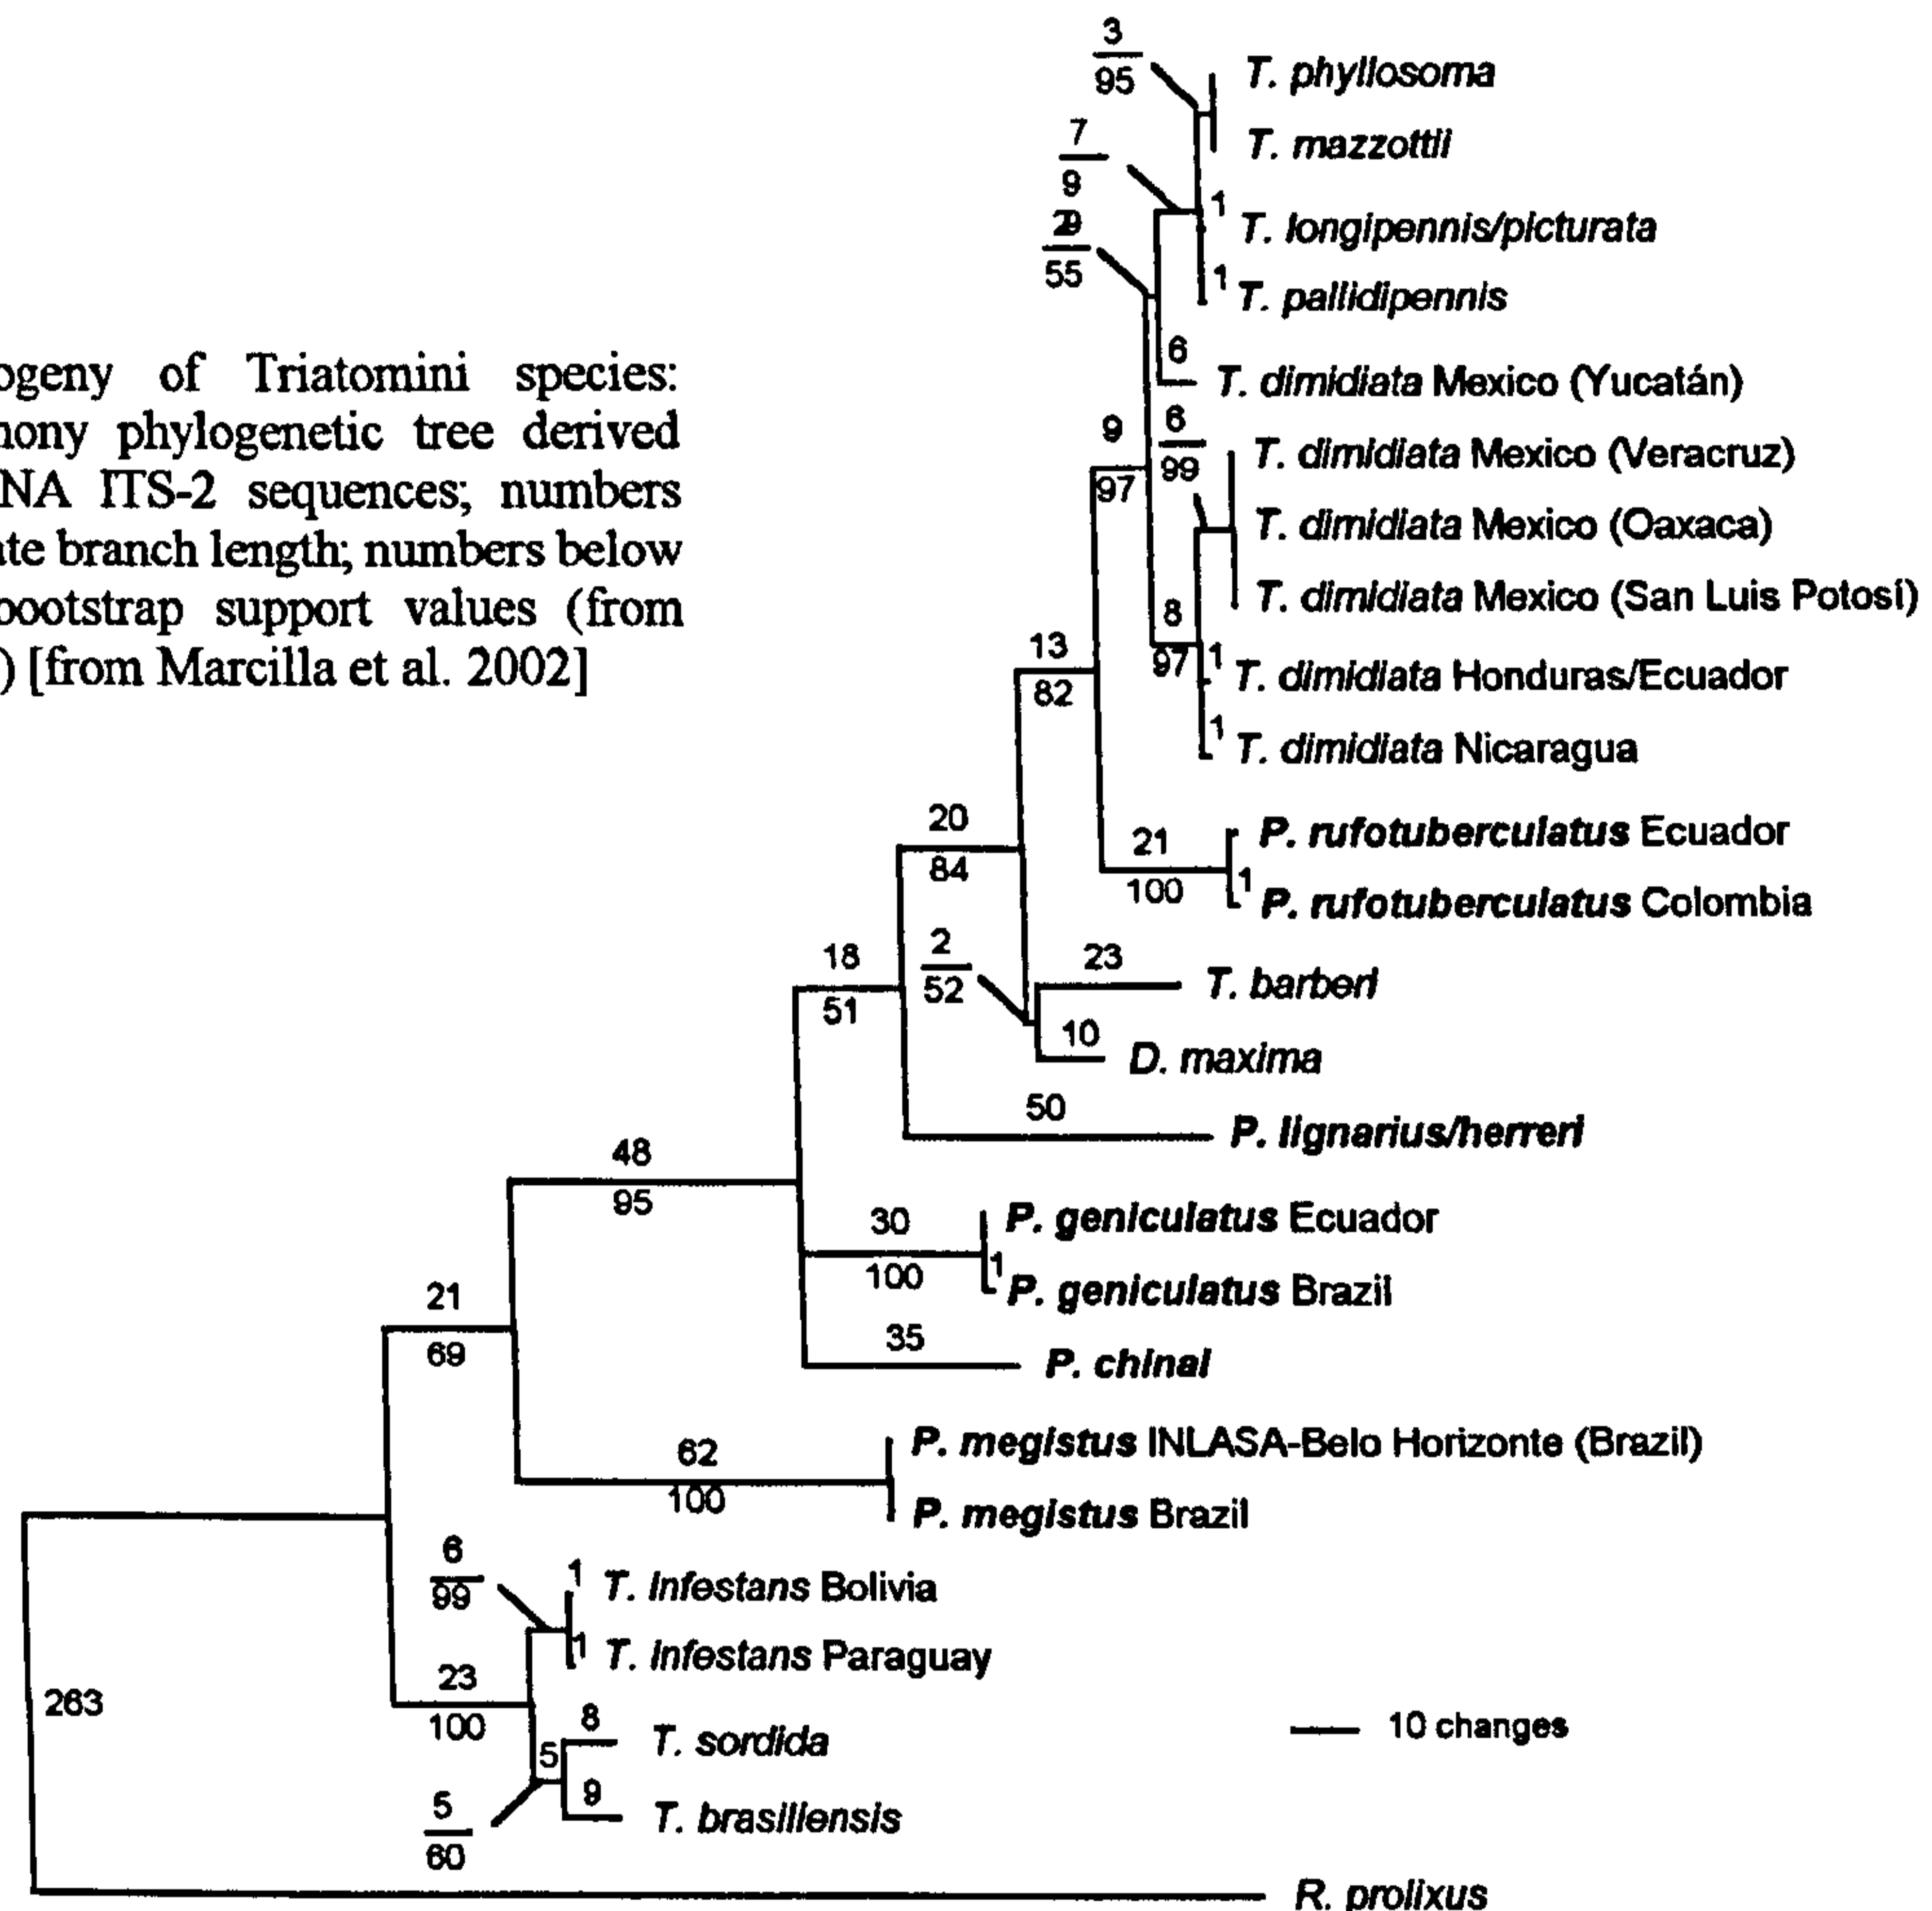 3
95
T. phyllosoma
T. mazzottii
7
9
1
T. longipennis/picturata
55
1
T. pallidipennis
6
T. dimidiata Mexico (Yucatán)
ogeny of Triatomini species:
nony phylogenetic tree derived
NA ITS-2 sequences; numbers
ate branch length; numbers below
bootstrap support values (from
) [from Marcilla et al. 2002]
9
97
6
99
T. dimidiata Mexico (Veracruz)
T. dimidiata Mexico (Oaxaca)
T. dimidiata Mexico (San Luis Potosí)
8
97
1
T. dimidiata Honduras/Ecuador
1
T. dimidiata Nicaragua
13
82
20
84
21
100
P. rufotuberculatus Ecuador
1
P. rufotuberculatus Colombia
18
51
2
52
23
T. barberi
10
D. maxima
50
P. lignarius/herreri
48
95
30
100
P. geniculatus Ecuador
1
P. geniculatus Brazil
35
P. chinai
21
69
62
100
P. megistus INLASA-Belo Horizonte (Brazil)
P. megistus Brazil
6
99
1
T. infestans Bolivia
1
T. infestans Paraguay
23
100
263
8
T. sordida
5
9
T. brasiliensis
5
60
10 changes
R. prolixus